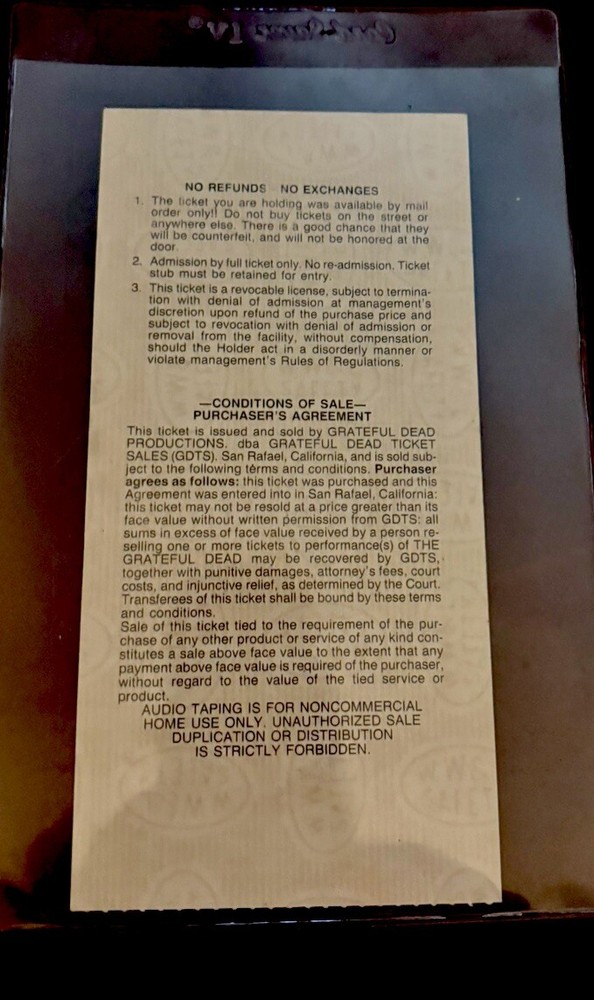 NO REFUNDS NO EXCHANGES
1. The ticket you are holding was available by mail
order only!! Do not buy tickets on the street or
anywhere else. There is a good chance that they
will be counterfeit, and will not be honored at the
door.
2. Admission by full ticket only. No re-admission. Ticket
stub must be retained for entry.
3. This ticket is a revocable license, subject to termina-
tion with denial of admission at management's
discretion upon refund of the purchase price and
subject to revocation with denial of admission or
removal from the facility, without compensation,
should the Holder act in a disorderly manner or
violate management's Rules of Regulations.
—CONDITIONS OF SALE—
PURCHASER'S AGREEMENT
This ticket is issued and sold by GRATEFUL DEAD
PRODUCTIONS. dba GRATEFUL DEAD TICKET
SALES (GDTS), San Rafael, California, and is sold sub-
ject to the following terms and conditions. Purchaser
agrees as follows: this ticket was purchased and this
Agreement was entered into in San Rafael, California:
this ticket may not be resold at a price greater than its
face value without written permission from GDTS: all
sums in excess of face value received by a person re-
selling one or more tickets to performance(s) of THE
GRATEFUL DEAD may be recovered by GDTS,
together with punitive damages, attorney's fees, court
costs, and injunctive relief, as determined by the Court.
Transferees of this ticket shall be bound by these terms
and conditions.
Sale of this ticket tied to the requirement of the pur-
chase of any other product or service of any kind con-
stitutes a sale above face value to the extent that any
payment above face value is required of the purchaser,
without regard to the value of the tied service or
product.
AUDIO TAPING IS FOR NONCOMMERCIAL
HOME USE ONLY. UNAUTHORIZED SALE
DUPLICATION OR DISTRIBUTION
IS STRICTLY FORBIDDEN.